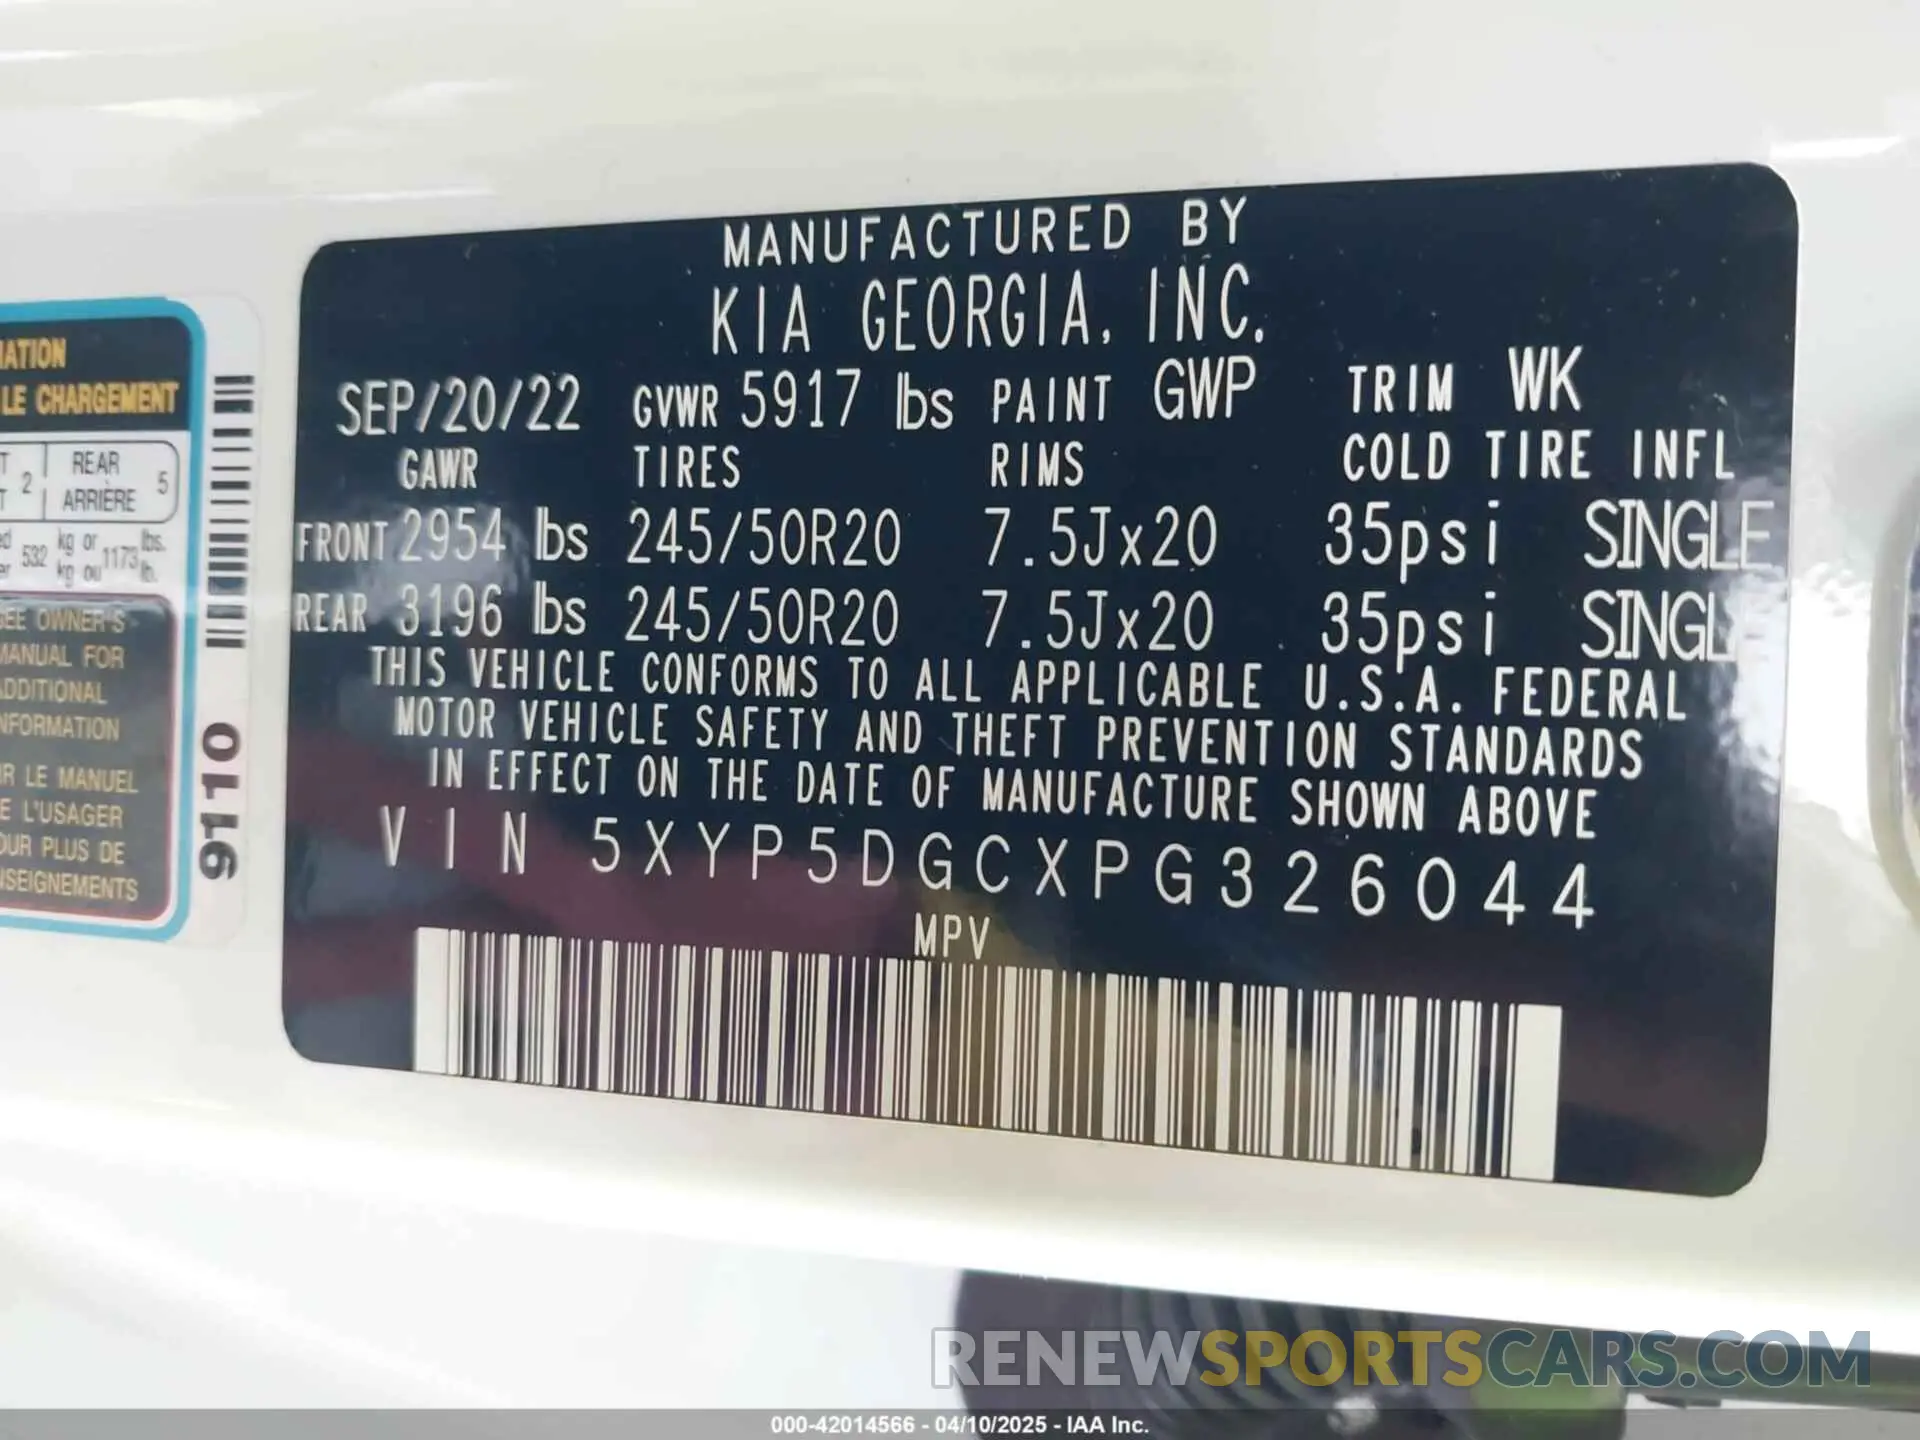 MANUFACTURED BY
KIA GEORGIA, INC.
SEP/20/22 GVWR 5917 lbs PAINT GWP TRIM WK
GAWR TIRES RIMS COLD TIRE INFL
FRONT 2954 lbs 245/50R20 7.5Jx20 35psi SINGLE
REAR 3196 lbs 245/50R20 7.5Jx20 35psi SINGLE
THIS VEHICLE CONFORMS TO ALL APPLICABLE U.S.A. FEDERAL
MOTOR VEHICLE SAFETY AND THEFT PREVENTION STANDARDS
IN EFFECT ON THE DATE OF MANUFACTURE SHOWN ABOVE
VIN 5XYP5DGCXPG326044
MPV
LE CHARGEMENT
2 REAR 5
ARRIÈRE
532 kg or 1173 lbs.
kg ou lb.
OWNER'S
MANUAL FOR
ADDITIONAL
INFORMATION
LE MANUEL
L'USAGER
PLUS DE
9110
RENEWSPORTSCARS.COM
000-42014566 - 04/10/2025 - IAA Inc.